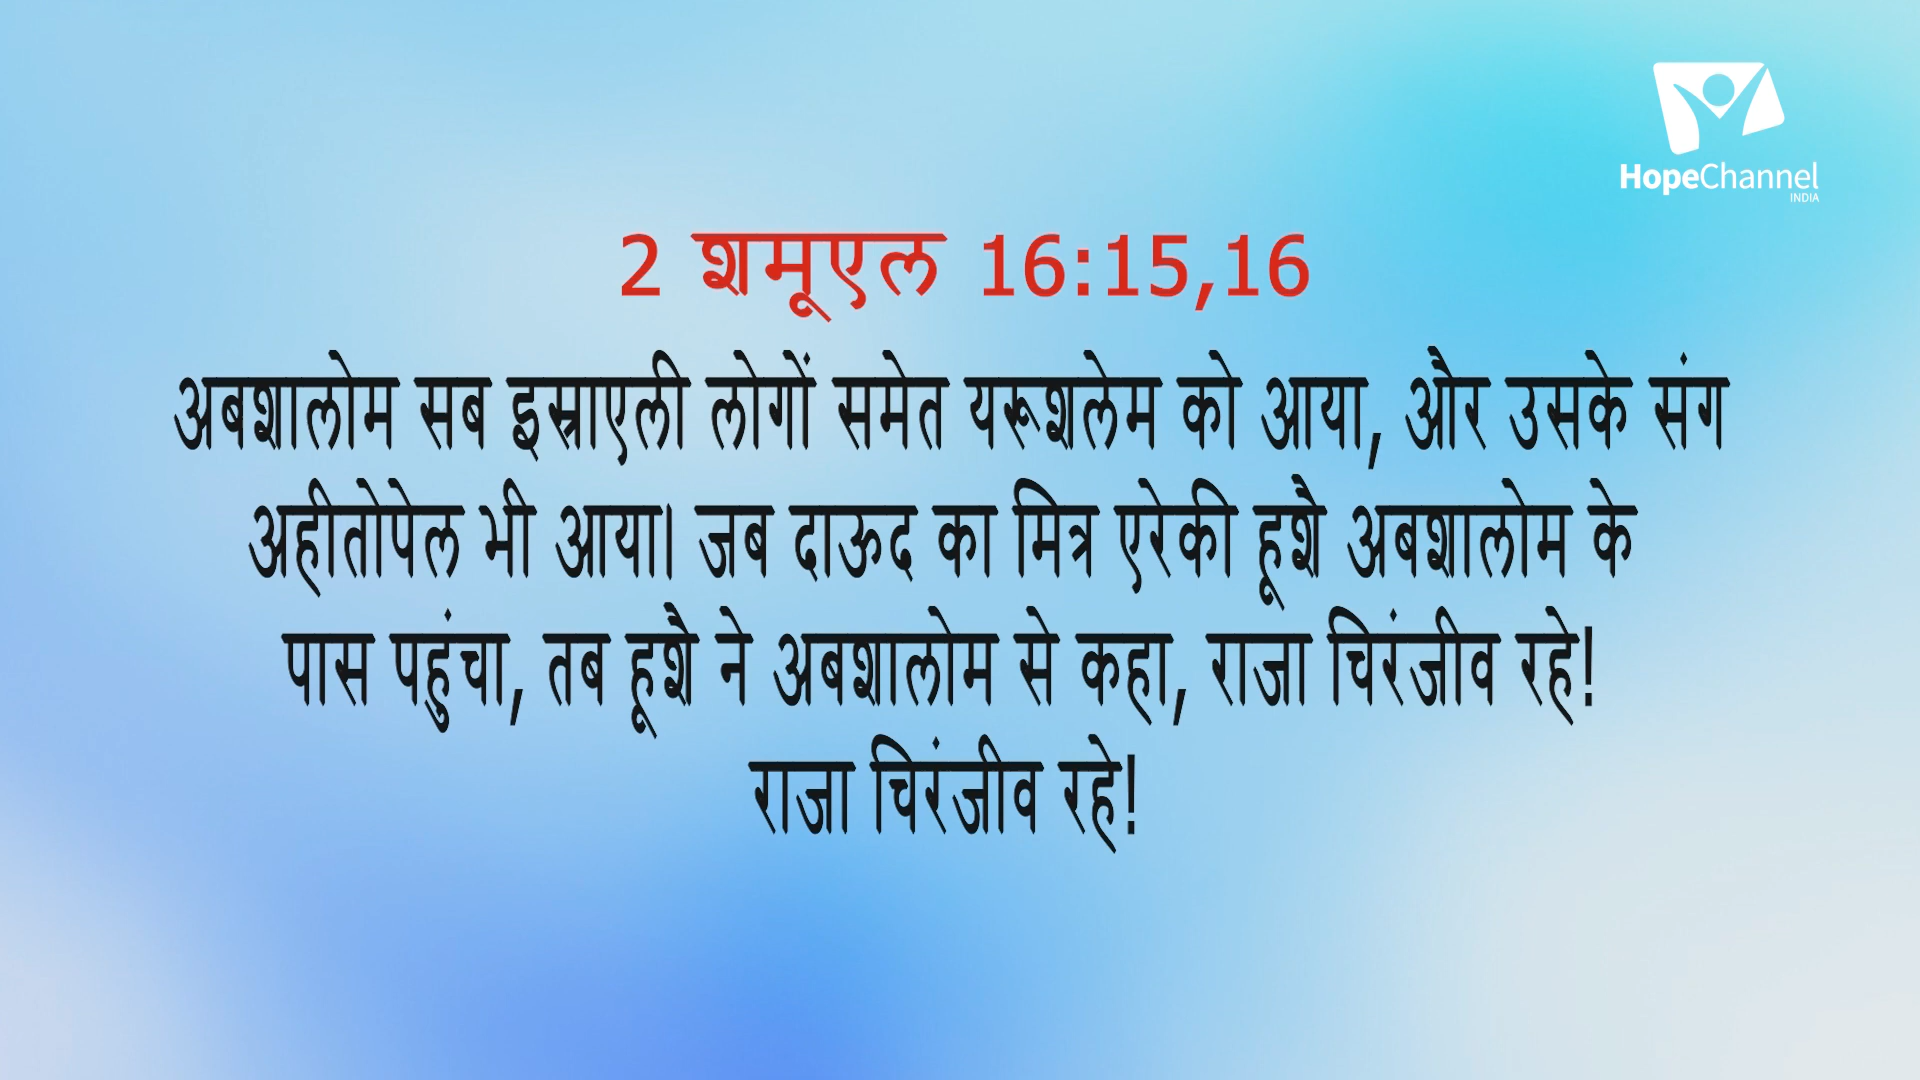 HopeChannel
INDIA
2 शमूएल 16:15,16
अबशालोम सब इस्राएली लोगों समेत यरूशलेम को आया, और उसके संग
अहीतोपेल भी आया। जब दाऊद का मित्र एरेकी हूशै अबशालोम के
पास पहुंचा, तब हूशै ने अबशालोम से कहा, राजा चिरंजीव रहे!
राजा चिरंजीव रहे!